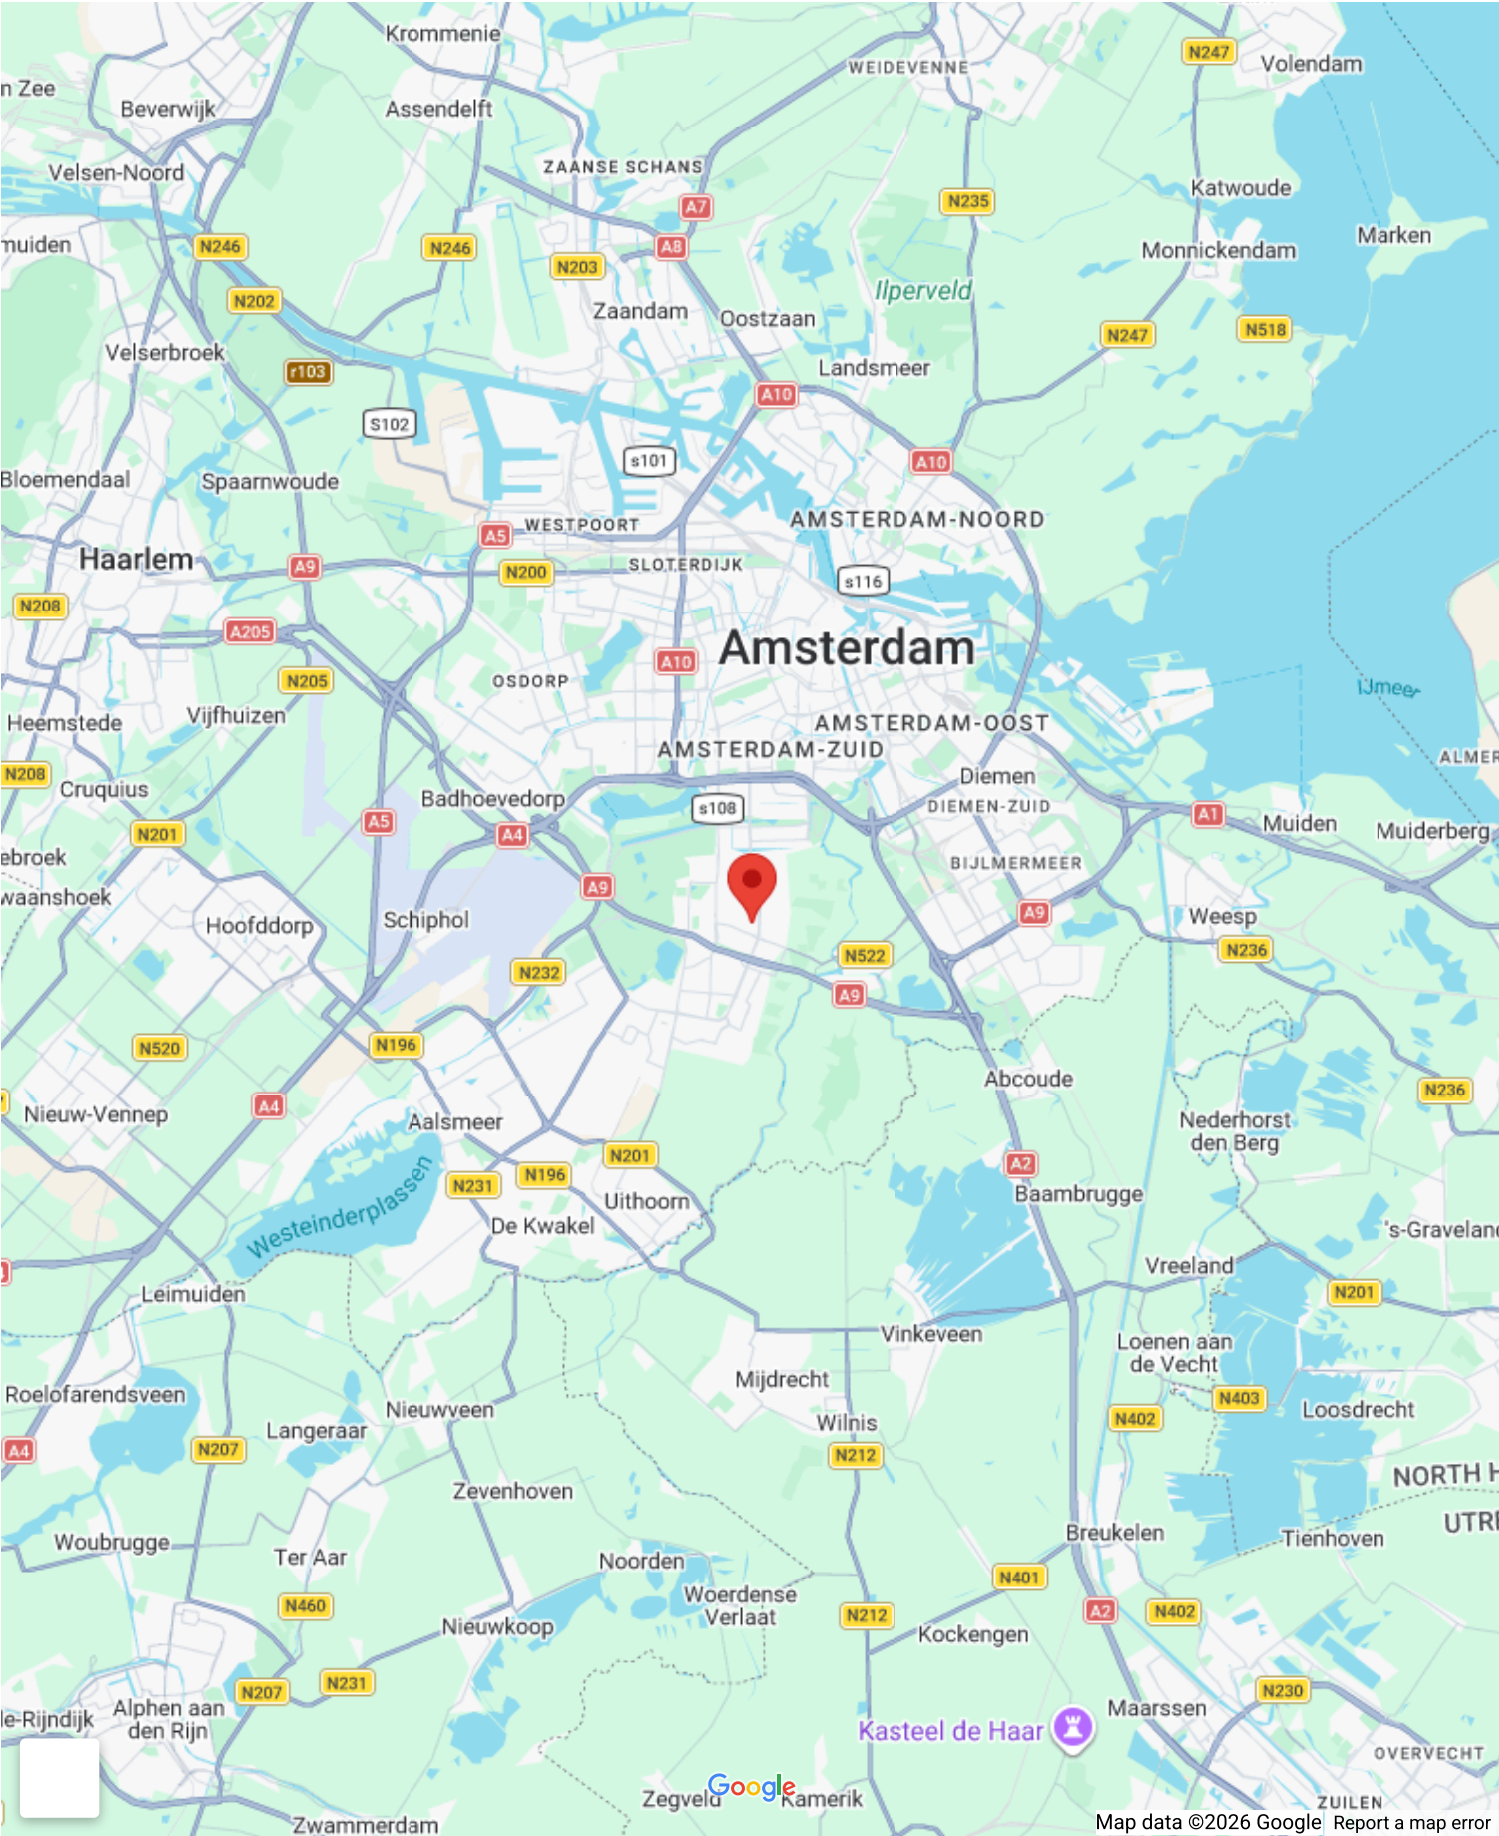 Krommenie
WEIDEVENNE
N247
Volendam
n Zee
Beverwijk
Assendelft
Velsen-Noord
ZAANSE SCHANS
Katwoude
A7
N235
muiden
N246
N246
A8
N203
Monnickendam
Marken
N202
Ilperveld
Zaandam
Oostzaan
N247
N518
Velserbroek
r103
Landsmeer
A10
S102
s101
A10
Bloemendaal
Spaarnwoude
WESTPOORT
AMSTERDAM-NOORD
A5
Haarlem
A9
N200
SLOTERDIJK
s116
N208
A205
Amsterdam
A10
N205
OSDORP
IJmeer
Heemstede
Vijfhuizen
AMSTERDAM-OOST
AMSTERDAM-ZUID
ALMER
N208
Cruquius
Diemen
Badhoevedorp
s108
DIEMEN-ZUID
A5
A4
A1
Muiden
Muiderberg
N201
ebroek
BIJLMERMEER
A9
waanshoek
Hoofddorp
Schiphol
A9
Weesp
N232
N522
N236
A9
N520
N196
Abcoude
N236
A4
Nieuw-Vennep
Aalsmeer
Nederhorst
den Berg
N201
A2
Westeinderplassen
N231
N196
Uithoorn
Baambrugge
De Kwakel
's-Graveland
Vreeland
Leimuiden
N201
Vinkeveen
Loenen aan
de Vecht
Mijdrecht
Roelofarendsveen
Nieuwveen
N403
Loosdrecht
N402
Langeraar
Wilnis
A4
N207
N212
NORTH H
Zevenhoven
UTRE
Woubrugge
Breukelen
Tienhoven
Ter Aar
Noorden
N401
Woerdense
Verlaat
N460
N212
A2
N402
Nieuwkoop
Kockengen
N231
N207
N230
Alphen aan
den Rijn
le-Rijndijk
Maarssen
Kasteel de Haar
OVERVECHT
Google
Zegveld
Kamerik
ZUILEN
Zwammerdam
Map data ©2026 Google
Report a map error